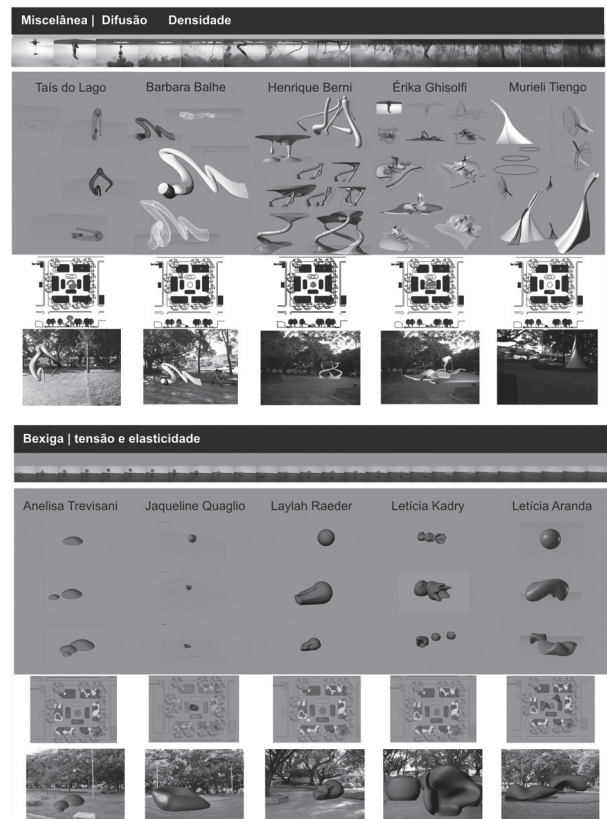 Miscelânea | Difusão Densidade
Taís do Lago Barbara Balhe Henrique Berni Érika Ghisolfi Murieli Tiengo
Bexiga | tensão e elasticidade
Anelisa Trevisani Jaqueline Quaglio Laylah Raeder Letícia Kadry Letícia Aranda